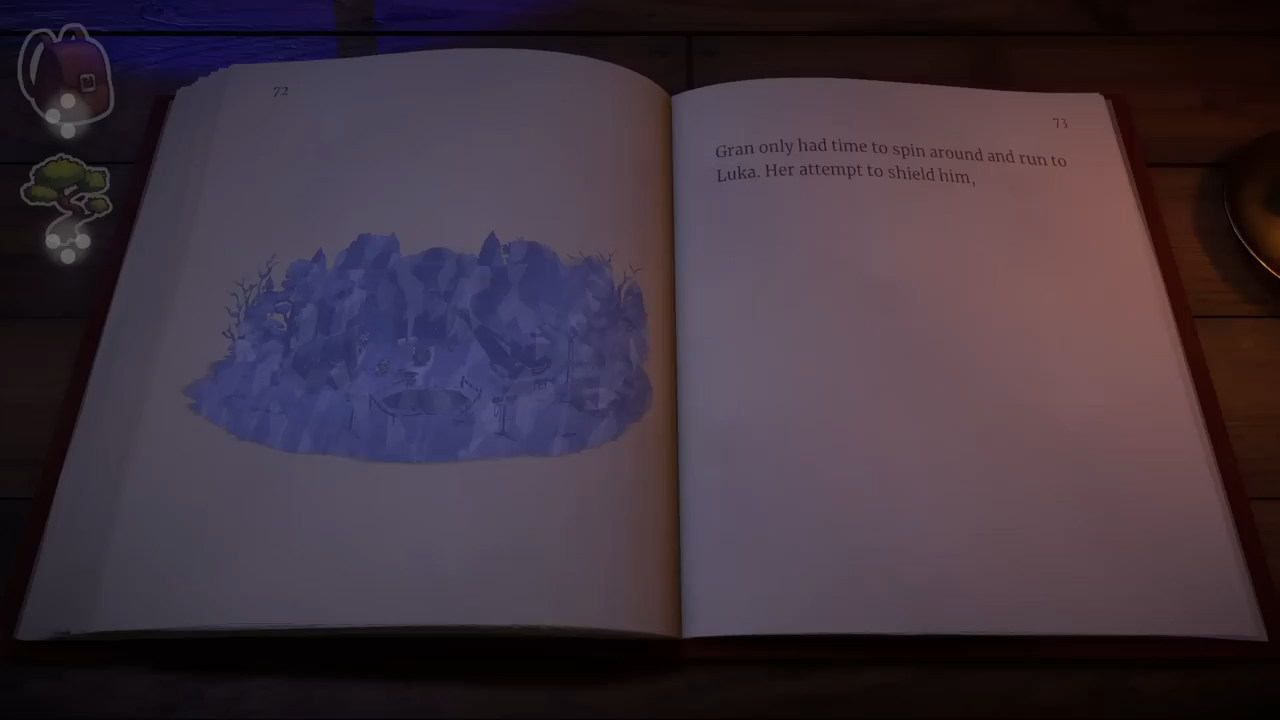 72
73
Gran only had time to spin around and run to
Luka. Her attempt to shield him,